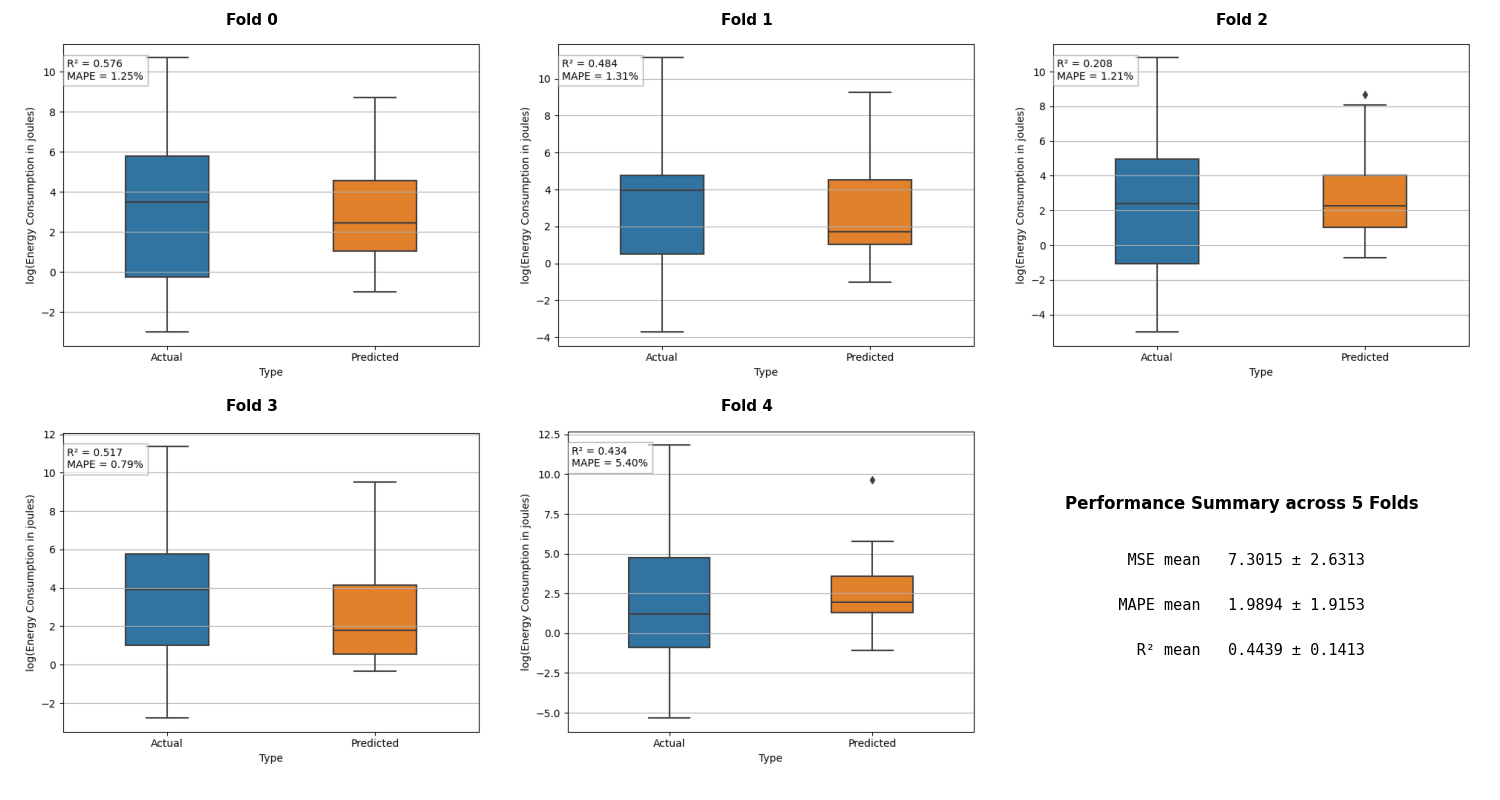 Fold 0
R² = 0.576
MAPE = 1.25%
10
8
6
4
2
0
−2
log(Energy Consumption in joules)
Actual
Predicted
Type
Fold 1
R² = 0.484
MAPE = 1.31%
10
8
6
4
2
0
−2
−4
log(Energy Consumption in joules)
Actual
Predicted
Type
Fold 2
R² = 0.208
MAPE = 1.21%
10
8
6
4
2
0
−2
−4
log(Energy Consumption in joules)
Actual
Predicted
Type
Fold 3
R² = 0.517
MAPE = 0.79%
12
10
8
6
4
2
0
−2
log(Energy Consumption in joules)
Actual
Predicted
Type
Fold 4
R² = 0.434
MAPE = 5.40%
12.5
10.0
7.5
5.0
2.5
0.0
−2.5
−5.0
log(Energy Consumption in joules)
Actual
Predicted
Type
Performance Summary across 5 Folds
MSE mean 7.3015 ± 2.6313
MAPE mean 1.9894 ± 1.9153
R² mean 0.4439 ± 0.1413